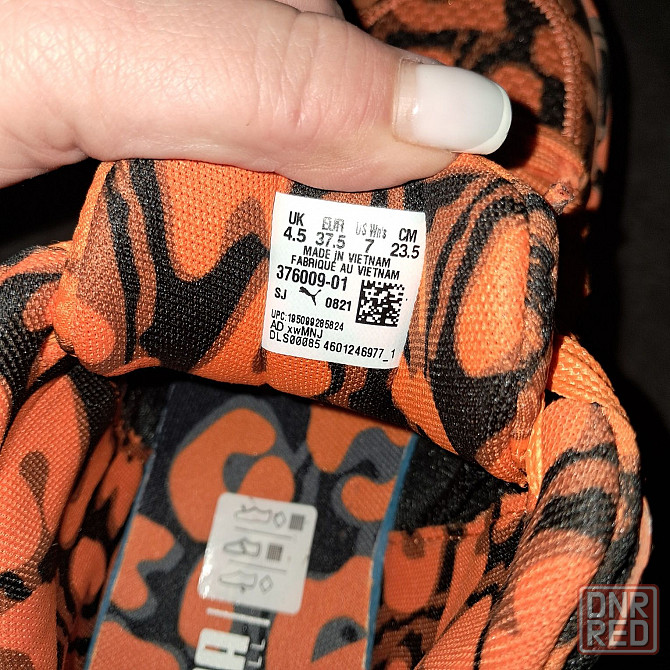 UK EUR US Wn's CM
4.5 37.5 7 23.5
MADE IN VIETNAM
FABRIQUÉ AU VIETNAM
376009-01
SJ 0821
UPC:195099285824
AD xwMNJ
DLS00085 4601246977_1
DNR
RED